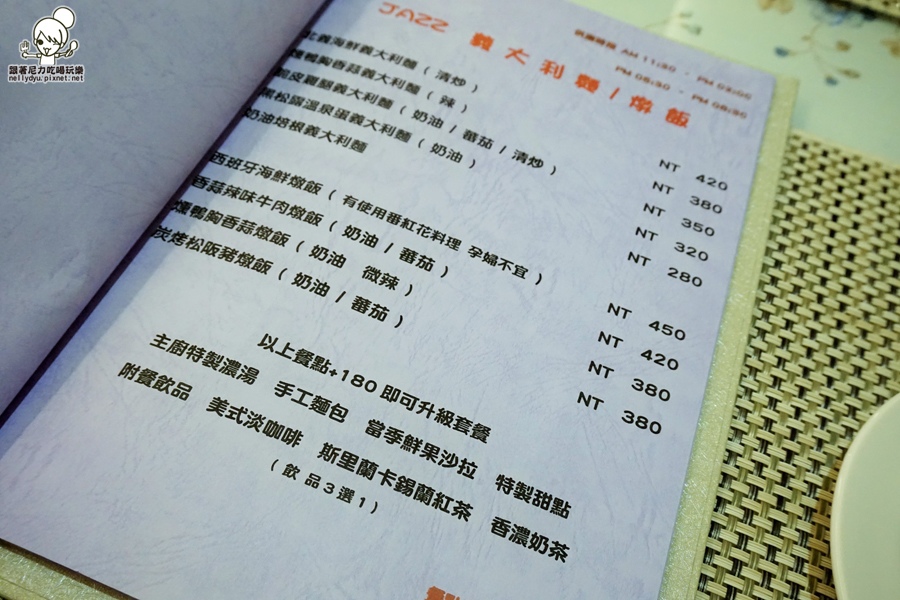 跟著尼力吃喝玩樂
nellydyu.pixnet.net
JAZZ 義大利麵/燉飯
供應時段 AM 11:30 - PM 02:00
PM 05:30 - PM 08:30
北義海鮮義大利麵(清炒) NT 420
燻鴨胸香蒜義大利麵(辣) NT 380
脆皮雞腿義大利麵(奶油/蕃茄/清炒) NT 350
黑松露溫泉蛋義大利麵(奶油) NT 320
奶油培根義大利麵 NT 280
西班牙海鮮燉飯(有使用蕃紅花料理 孕婦不宜) NT 450
香蒜辣味牛肉燉飯(奶油/蕃茄) NT 420
燻鴨胸香蒜燉飯(奶油 微辣) NT 380
炭烤松阪豬燉飯(奶油/蕃茄) NT 380
以上餐點+180即可升級套餐
主廚特製濃湯 手工麵包 當季鮮果沙拉 特製甜點
附餐飲品 美式淡咖啡 斯里蘭卡錫蘭紅茶 香濃奶茶
(飲品3選1)